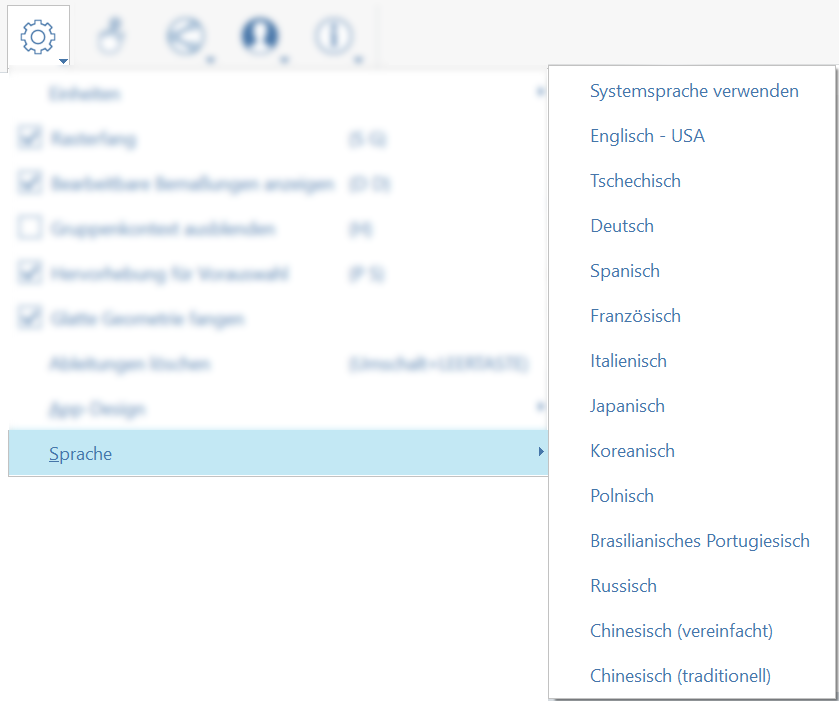 Einheiten
Rasterfang (S G)
Bearbeitbare Bemaßungen anzeigen (D D)
Gruppenkontext ausblenden (H)
Hervorhebung für Vorauswahl (P S)
Glatte Geometrie fangen
Ableitungen löschen (Umschalt+LEERTASTE)
App-Design
Sprache
Systemsprache verwenden
Englisch - USA
Tschechisch
Deutsch
Spanisch
Französisch
Italienisch
Japanisch
Koreanisch
Polnisch
Brasilianisches Portugiesisch
Russisch
Chinesisch (vereinfacht)
Chinesisch (traditionell)